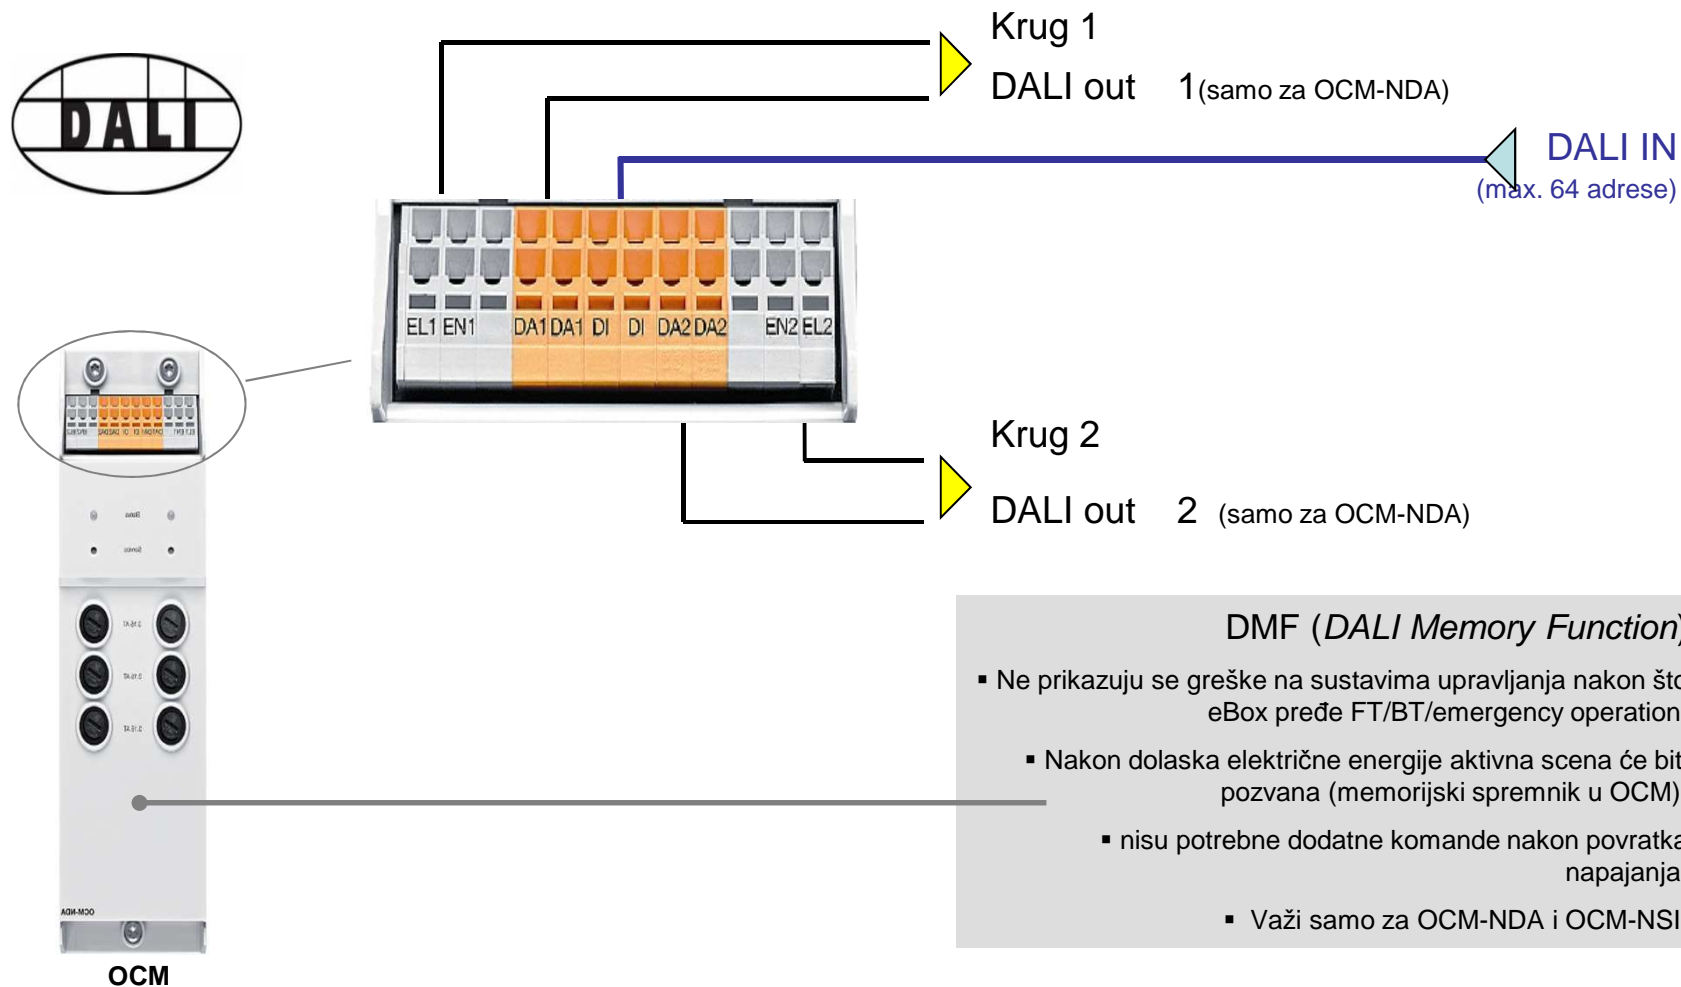 DALI
Krug 1
DALI out 1 (samo za OCM-NDA)
DALI IN
(max. 64 adrese)
EL1 EN1 DA1 DA1 DI DI DA2 DA2 EN2 EL2
Krug 2
DALI out 2 (samo za OCM-NDA)
Status
Service
OCM-NDA
OCM
DMF (DALI Memory Function)
▪ Ne prikazuju se greške na sustavima upravljanja nakon što
eBox pređe FT/BT/emergency operation
▪ Nakon dolaska električne energije aktivna scena će bit
pozvana (memorijski spremnik u OCM)
▪ nisu potrebne dodatne komande nakon povratka
napajanja
▪ Važi samo za OCM-NDA i OCM-NSI